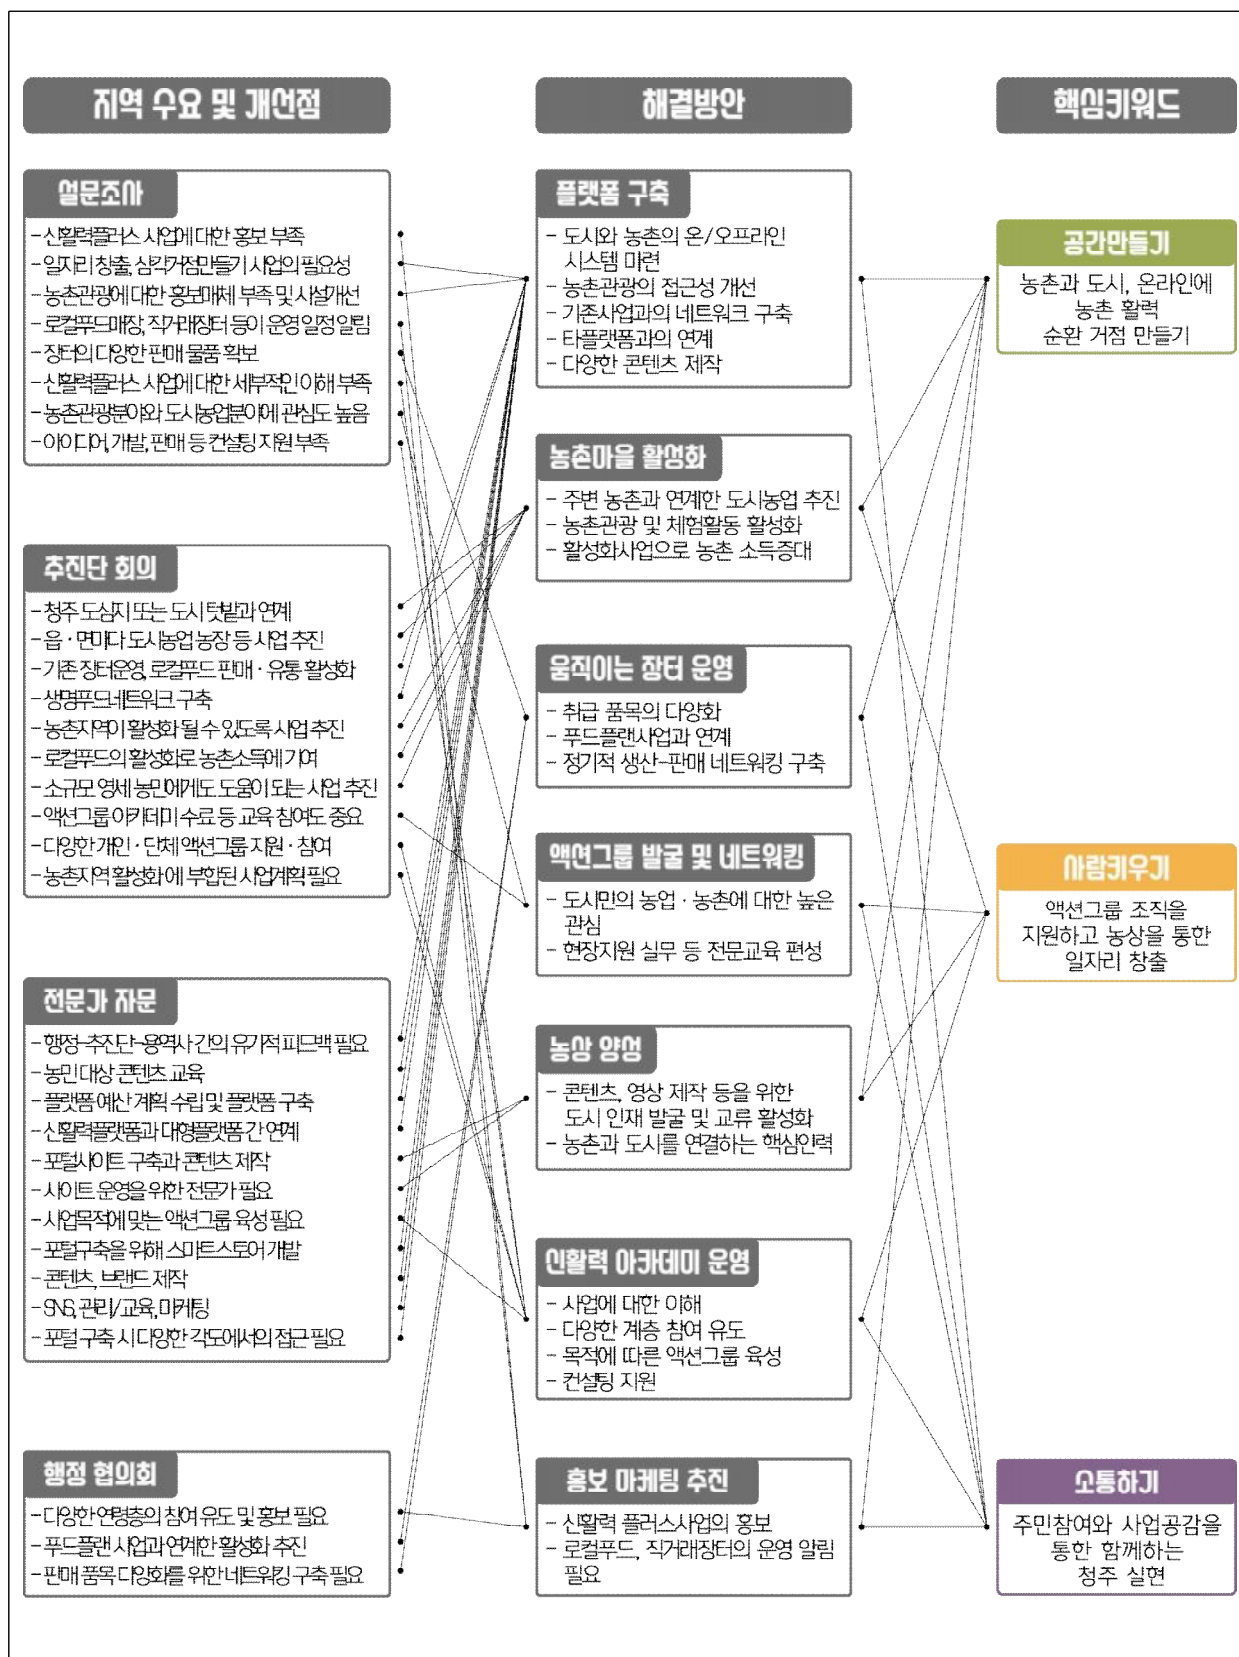 지역 수요 및 개선점
설문조사
- 신활력플러스 사업에 대한 홍보 부족
- 일자리 창출, 삼각거점만들기 사업의 필요성
- 농촌관광에 대한 홍보매체 부족 및 시설개선
- 로컬푸드매장, 직거래장터 등이 운영 일정 알림
- 장터의 다양한 판매 물품 확보
- 신활력플러스 사업에 대한 세부적인 이해 부족
- 농촌관광분야와 도시농업분야에 관심도 높음
- 아이디어, 개발, 판매 등 컨설팅 지원 부족
추진단 회의
- 청주 도심지 또는 도시 텃밭과 연계
- 읍·면마다 도시농업 농장 등 사업 추진
- 기존 장터운영, 로컬푸드 판매·유통 활성화
- 생명푸드네트워크 구축
- 농촌지역이 활성화 될 수 있도록 사업 추진
- 로컬푸드의 활성화로 농촌소득에 기여
- 소규모 영세 농민에게도 도움이 되는 사업 추진
- 액션그룹 아카데미 수료 등 교육 참여도 중요
- 다양한 개인·단체 액션그룹 지원·참여
- 농촌지역 활성화에 부합된 사업계획 필요
전문가 자문
- 행정-추진단-용역사 간의 유기적 피드백 필요
- 농민 대상 콘텐츠 교육
- 플랫폼 예산 계획 수립 및 플랫폼 구축
- 신활력플랫폼과 대형플랫폼 간 연계
- 포털사이트 구축과 콘텐츠 제작
- 사이트 운영을 위한 전문가 필요
- 사업목적에 맞는 액션그룹 육성 필요
- 포털구축을 위해 스마트스토어 개발
- 콘텐츠, 브랜드 제작
- SNS, 관리/교육, 마케팅
- 포털 구축 시 다양한 각도에서의 접근 필요
행정 협의회
- 다양한 연령층의 참여 유도 및 홍보 필요
- 푸드플랜 사업과 연계한 활성화 추진
- 판매 품목 다양화를 위한 네트워킹 구축 필요
해결방안
플랫폼 구축
- 도시와 농촌의 온/오프라인
시스템 마련
- 농촌관광의 접근성 개선
- 기존사업과의 네트워크 구축
- 타플랫폼과의 연계
- 다양한 콘텐츠 제작
농촌마을 활성화
- 주변 농촌과 연계한 도시농업 추진
- 농촌관광 및 체험활동 활성화
- 활성화사업으로 농촌 소득증대
움직이는 장터 운영
- 취급 품목의 다양화
- 푸드플랜사업과 연계
- 정기적 생산-판매 네트워킹 구축
액션그룹 발굴 및 네트워킹
- 도시민의 농업·농촌에 대한 높은
관심
- 현장지원 실무 등 전문교육 편성
농상 양성
- 콘텐츠, 영상 제작 등을 위한
도시 인재 발굴 및 교류 활성화
- 농촌과 도시를 연결하는 핵심인력
신활력 아카데미 운영
- 사업에 대한 이해
- 다양한 계층 참여 유도
- 목적에 따른 액션그룹 육성
- 컨설팅 지원
홍보 마케팅 추진
- 신활력 플러스사업의 홍보
- 로컬푸드, 직거래장터의 운영 알림
필요
핵심키워드
공간만들기
농촌과 도시, 온라인에
농촌 활력
순환 거점 만들기
사람키우기
액션그룹 조직을
지원하고 농상을 통한
일자리 창출
소통하기
주민참여와 사업공감을
통한 함께하는
청주 실현